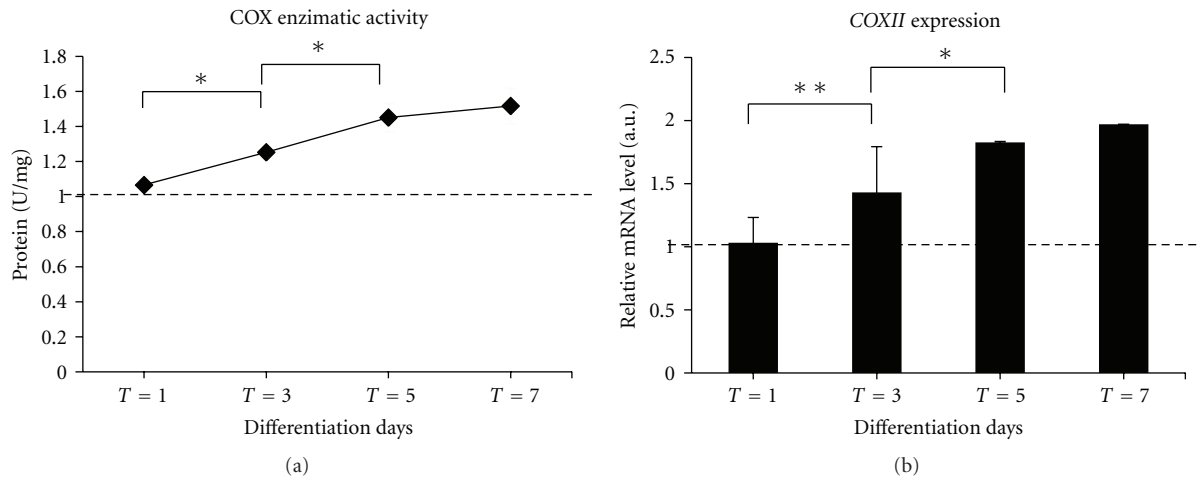 COX enzimatic activity
Protein (U/mg)
1.8
1.6
1.4
1.2
1
0.8
0.6
0.4
0.2
0
*
*
T = 1 T = 3 T = 5 T = 7
Differentiation days
(a)
COXII expression
Relative mRNA level (a.u.)
2.5
2
1.5
1
0.5
0
* *
*
T = 1 T = 3 T = 5 T = 7
Differentiation days
(b)